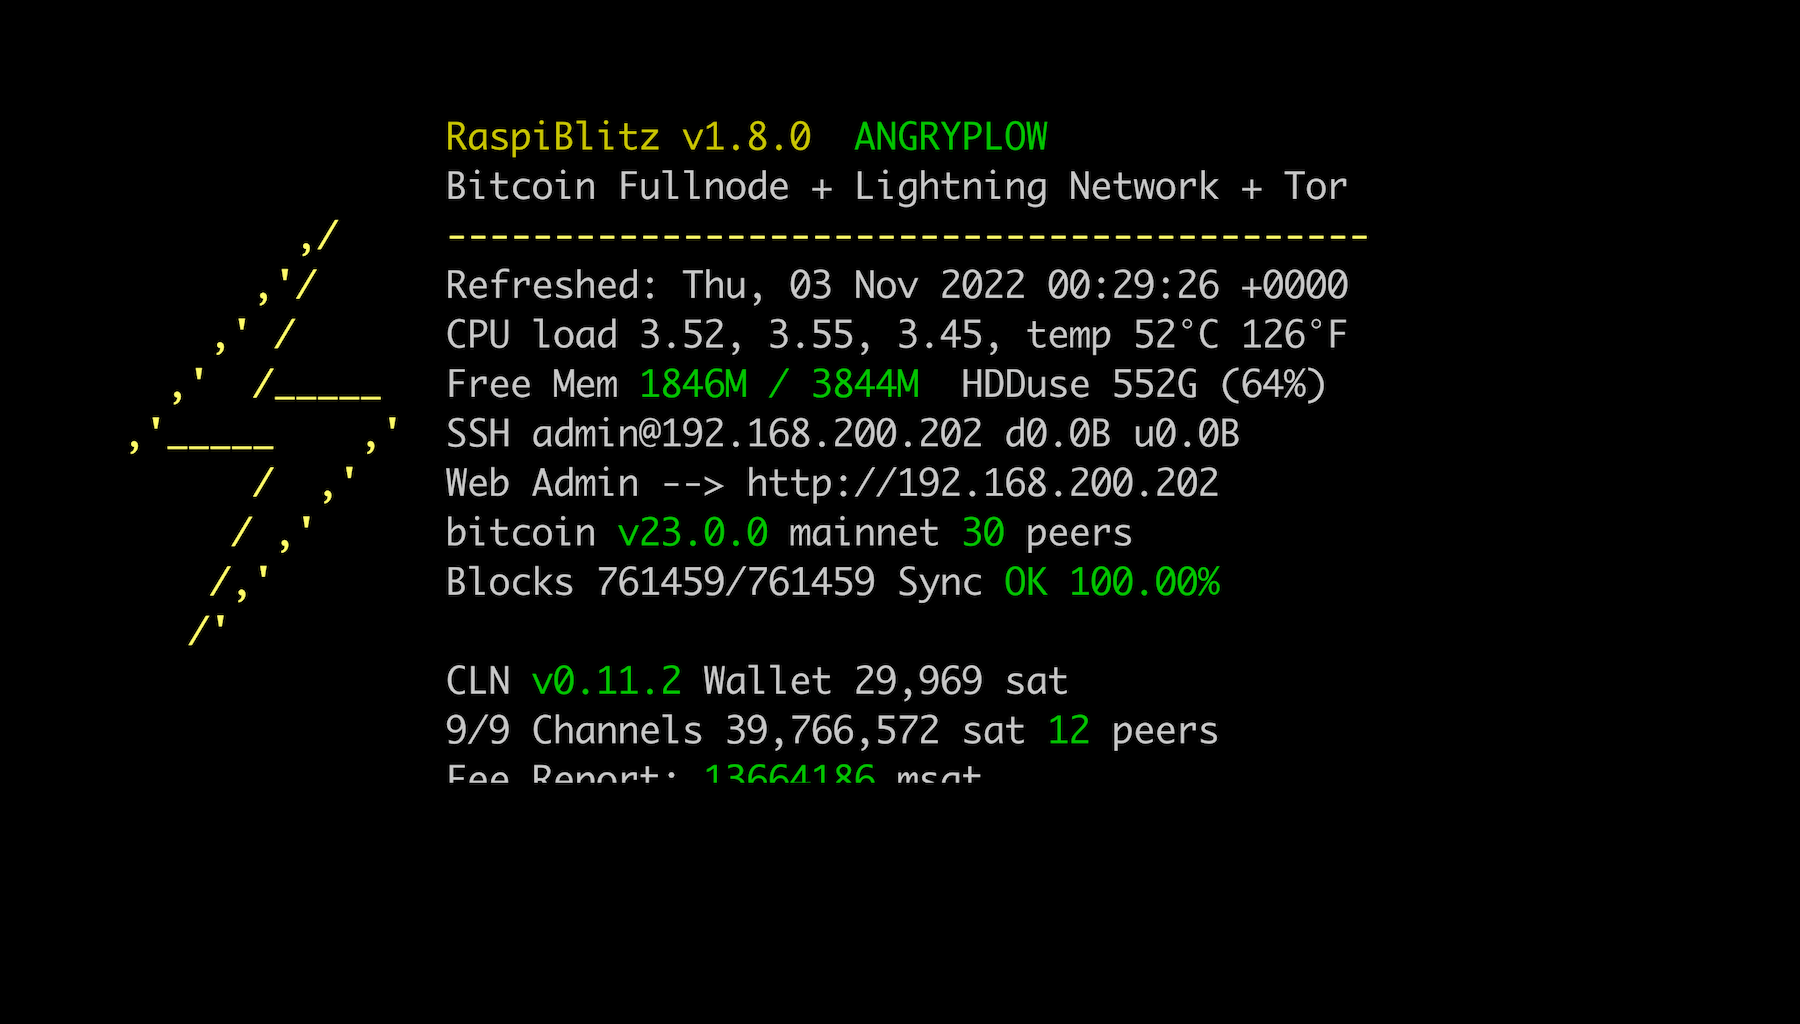 RaspiBlitz v1.8.0  ANGRYPLOW
Bitcoin Fullnode + Lightning Network + Tor
-------------------------------------------
Refreshed: Thu, 03 Nov 2022 00:29:26 +0000
CPU load 3.52, 3.55, 3.45, temp 52°C 126°F
Free Mem 1846M / 3844M  HDDuse 552G (64%)
SSH admin@192.168.200.202 d0.0B u0.0B
Web Admin --> http://192.168.200.202
bitcoin v23.0.0 mainnet 30 peers
Blocks 761459/761459 Sync OK 100.00%
CLN v0.11.2 Wallet 29,969 sat
9/9 Channels 39,766,572 sat 12 peers
Fee Report: 13664186 msat